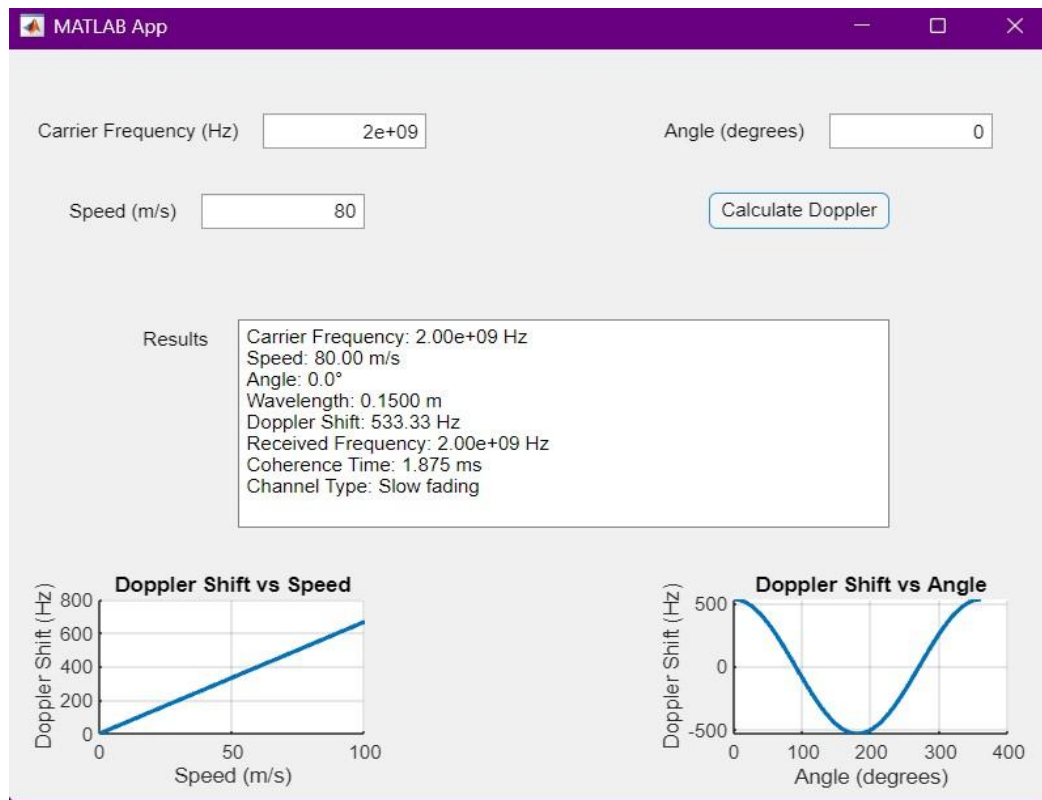 MATLAB App
Carrier Frequency (Hz) 2e+09 Angle (degrees) 0
Speed (m/s) 80 Calculate Doppler
Results
Carrier Frequency: 2.00e+09 Hz
Speed: 80.00 m/s
Angle: 0.0°
Wavelength: 0.1500 m
Doppler Shift: 533.33 Hz
Received Frequency: 2.00e+09 Hz
Coherence Time: 1.875 ms
Channel Type: Slow fading
Doppler Shift vs Speed
Doppler Shift (Hz)
800
600
400
200
0
0 50 100
Speed (m/s)
Doppler Shift vs Angle
Doppler Shift (Hz)
500
0
-500
0 100 200 300 400
Angle (degrees)